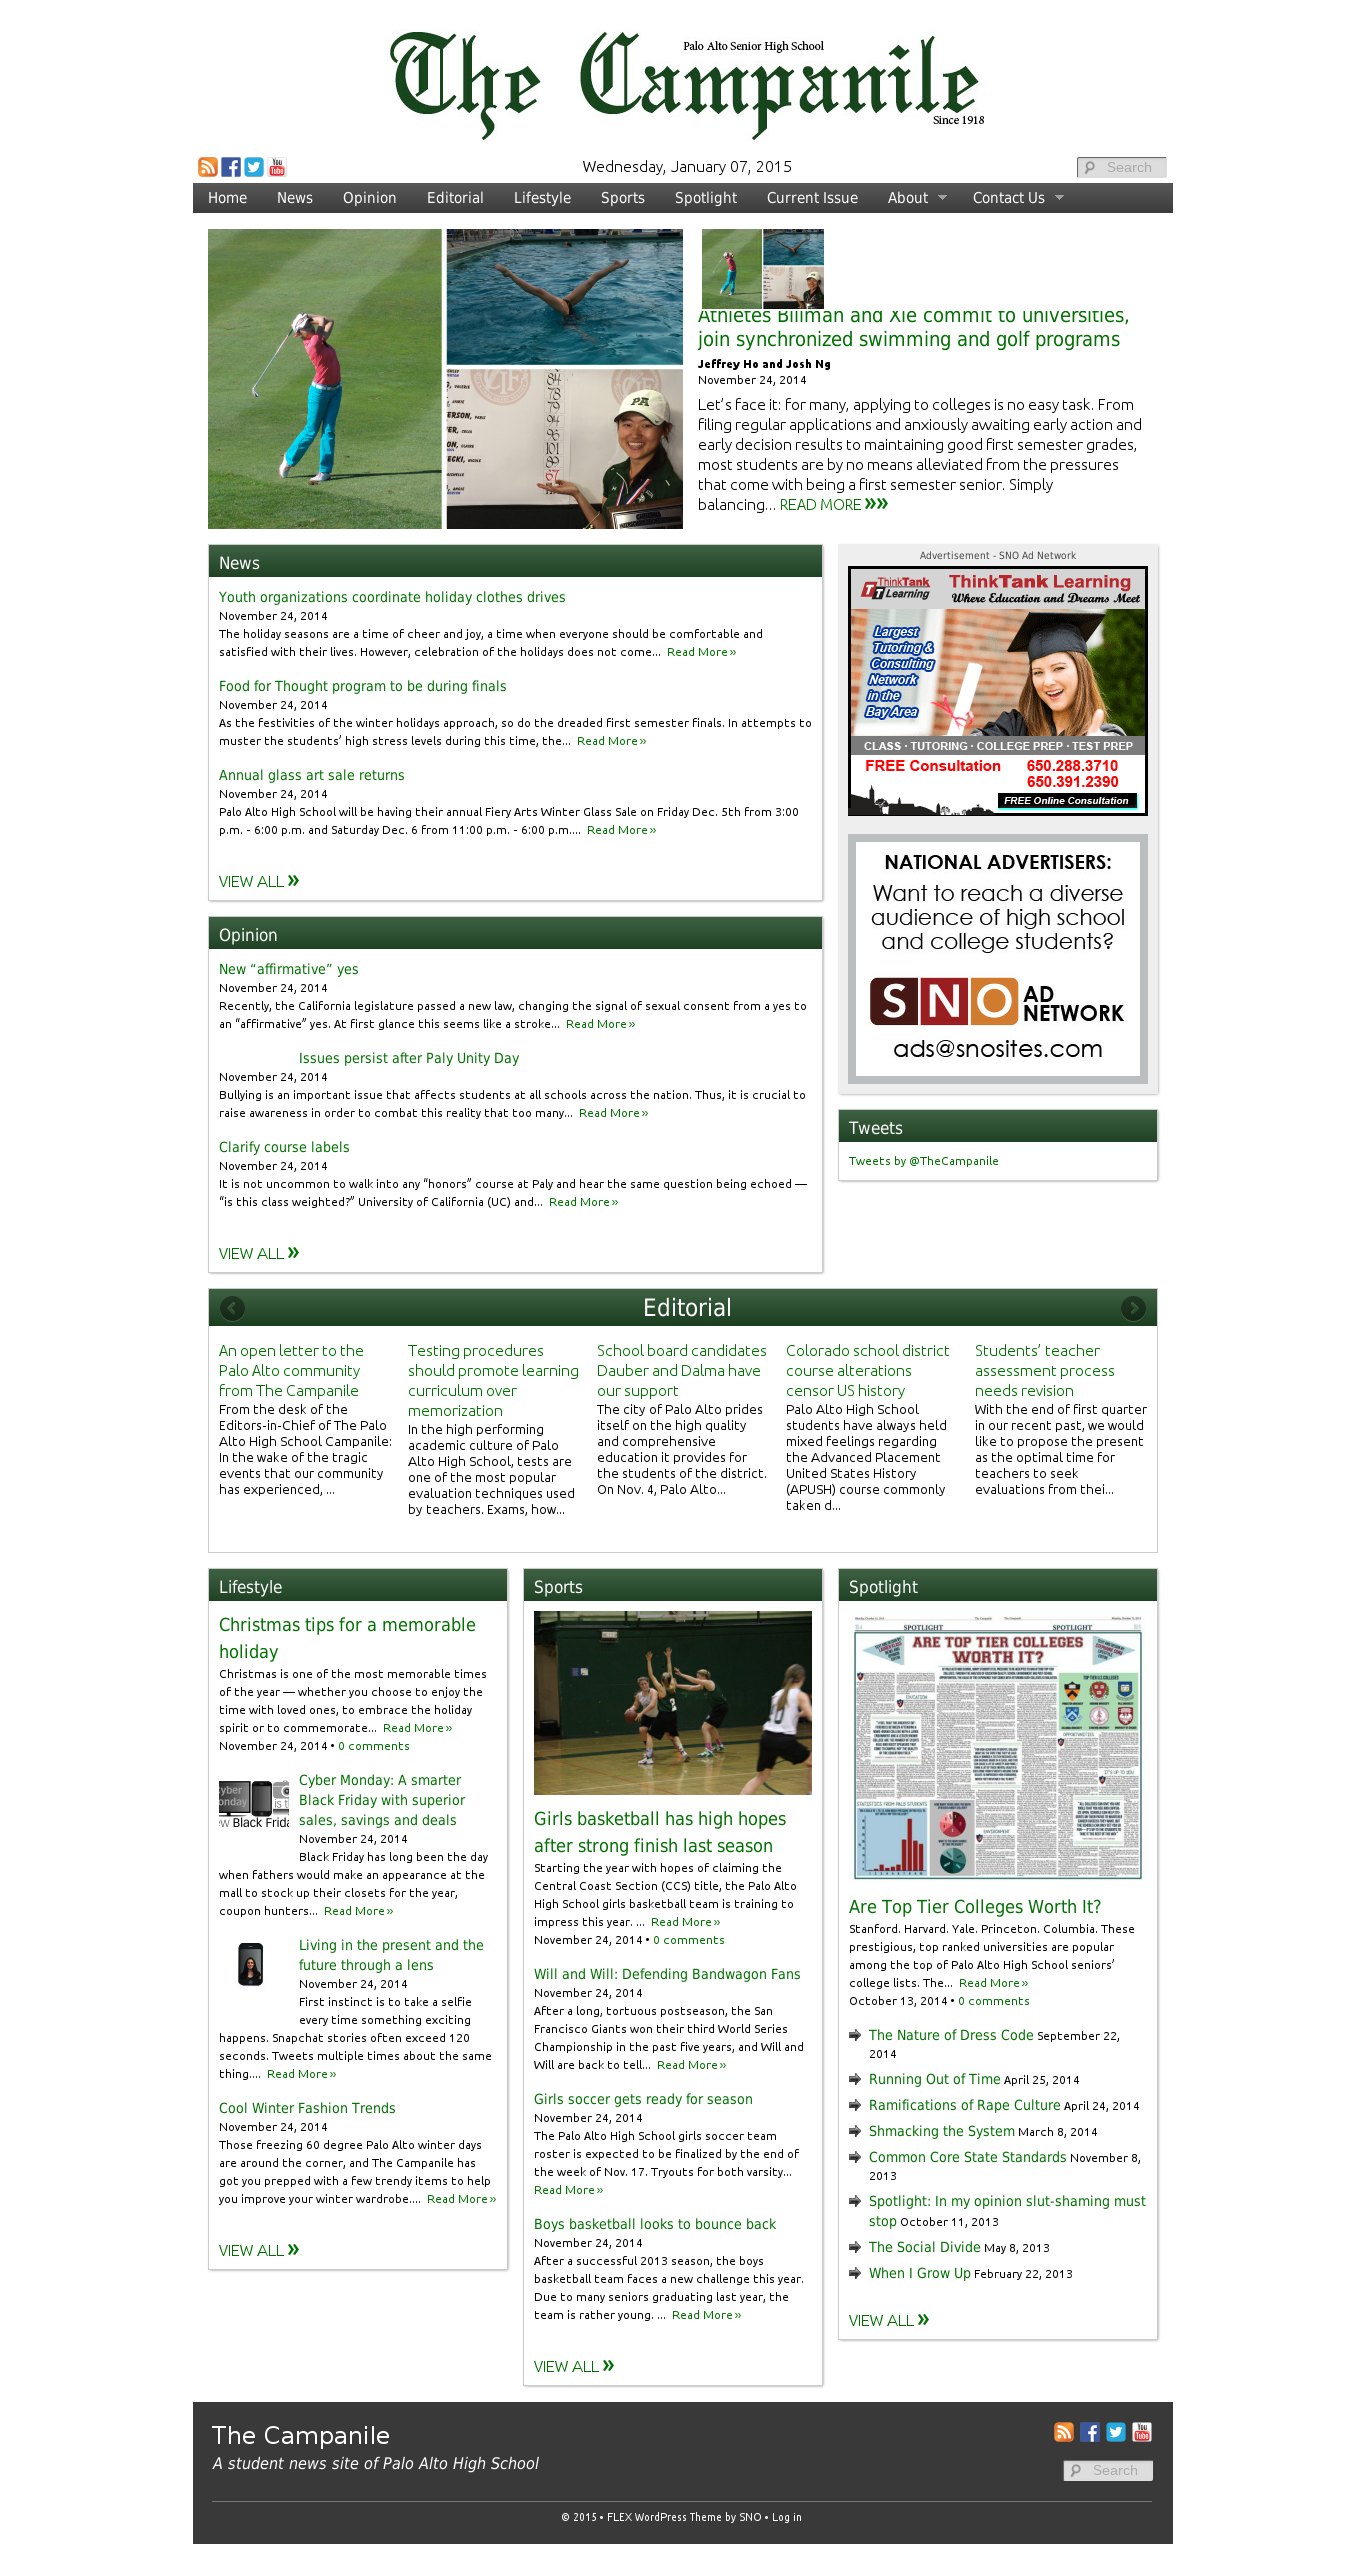 Palo Alto Senior High School
The Campanile
Since 1918
Wednesday, January 07, 2015
Search
Home News Opinion Editorial Lifestyle Sports Spotlight Current Issue About Contact Us
Athletes Billman and Xie commit to universities,
join synchronized swimming and golf programs
Jeffrey Ho and Josh Ng
November 24, 2014
Let’s face it: for many, applying to colleges is no easy task. From
filing regular applications and anxiously awaiting early action and
early decision results to maintaining good first semester grades,
most students are by no means alleviated from the pressures
that come with being a first semester senior. Simply
balancing... READ MORE »»
News
Youth organizations coordinate holiday clothes drives
November 24, 2014
The holiday seasons are a time of cheer and joy, a time when everyone should be comfortable and
satisfied with their lives. However, celebration of the holidays does not come... Read More »
Food for Thought program to be during finals
November 24, 2014
As the festivities of the winter holidays approach, so do the dreaded first semester finals. In attempts to
muster the students’ high stress levels during this time, the... Read More »
Annual glass art sale returns
November 24, 2014
Palo Alto High School will be having their annual Fiery Arts Winter Glass Sale on Friday Dec. 5th from 3:00
p.m. - 6:00 p.m. and Saturday Dec. 6 from 11:00 p.m. - 6:00 p.m.... Read More »
VIEW ALL »
Opinion
New “affirmative” yes
November 24, 2014
Recently, the California legislature passed a new law, changing the signal of sexual consent from a yes to
an “affirmative” yes. At first glance this seems like a stroke... Read More »
Issues persist after Paly Unity Day
November 24, 2014
Bullying is an important issue that affects students at all schools across the nation. Thus, it is crucial to
raise awareness in order to combat this reality that too many... Read More »
Clarify course labels
November 24, 2014
It is not uncommon to walk into any “honors” course at Paly and hear the same question being echoed —
“is this class weighted?” University of California (UC) and... Read More »
VIEW ALL »
Advertisement - SNO Ad Network
ThinkTank Learning
ThinkTank Learning
Where Education and Dreams Meet
Largest
Tutoring &
Consulting
Network
in the
Bay Area
CLASS · TUTORING · COLLEGE PREP · TEST PREP
FREE Consultation 650.288.3710
650.391.2390
FREE Online Consultation
NATIONAL ADVERTISERS:
Want to reach a diverse
audience of high school
and college students?
SNO AD NETWORK
ads@snosites.com
Tweets
Tweets by @TheCampanile
Editorial
An open letter to the
Palo Alto community
from The Campanile
From the desk of the
Editors-in-Chief of The Palo
Alto High School Campanile:
In the wake of the tragic
events that our community
has experienced, ...
Testing procedures
should promote learning
curriculum over
memorization
In the high performing
academic culture of Palo
Alto High School, tests are
one of the most popular
evaluation techniques used
by teachers. Exams, how...
School board candidates
Dauber and Dalma have
our support
The city of Palo Alto prides
itself on the high quality
and comprehensive
education it provides for
the students of the district.
On Nov. 4, Palo Alto...
Colorado school district
course alterations
censor US history
Palo Alto High School
students have always held
mixed feelings regarding
the Advanced Placement
United States History
(APUSH) course commonly
taken d...
Students’ teacher
assessment process
needs revision
With the end of first quarter
in our recent past, we would
like to propose the present
as the optimal time for
teachers to seek
evaluations from thei...
Lifestyle
Christmas tips for a memorable
holiday
Christmas is one of the most memorable times
of the year — whether you choose to enjoy the
time with loved ones, to embrace the holiday
spirit or to commemorate... Read More »
November 24, 2014 • 0 comments
Cyber Monday: A smarter
Black Friday with superior
sales, savings and deals
November 24, 2014
Black Friday has long been the day
when fathers would make an appearance at the
mall to stock up their closets for the year,
coupon hunters... Read More »
Living in the present and the
future through a lens
November 24, 2014
First instinct is to take a selfie
every time something exciting
happens. Snapchat stories often exceed 120
seconds. Tweets multiple times about the same
thing.... Read More »
Cool Winter Fashion Trends
November 24, 2014
Those freezing 60 degree Palo Alto winter days
are around the corner, and The Campanile has
got you prepped with a few trendy items to help
you improve your winter wardrobe.... Read More »
VIEW ALL »
Sports
Girls basketball has high hopes
after strong finish last season
Starting the year with hopes of claiming the
Central Coast Section (CCS) title, the Palo Alto
High School girls basketball team is training to
impress this year. ... Read More »
November 24, 2014 • 0 comments
Will and Will: Defending Bandwagon Fans
November 24, 2014
After a long, tortuous postseason, the San
Francisco Giants won their third World Series
Championship in the past five years, and Will and
Will are back to tell... Read More »
Girls soccer gets ready for season
November 24, 2014
The Palo Alto High School girls soccer team
roster is expected to be finalized by the end of
the week of Nov. 17. Tryouts for both varsity...
Read More »
Boys basketball looks to bounce back
November 24, 2014
After a successful 2013 season, the boys
basketball team faces a new challenge this year.
Due to many seniors graduating last year, the
team is rather young. ... Read More »
VIEW ALL »
Spotlight
SPOTLIGHT SPOTLIGHT
ARE TOP TIER COLLEGES
WORTH IT?
Are Top Tier Colleges Worth It?
Stanford. Harvard. Yale. Princeton. Columbia. These
prestigious, top ranked universities are popular
among the top of Palo Alto High School seniors’
college lists. The... Read More »
October 13, 2014 • 0 comments
The Nature of Dress Code September 22,
2014
Running Out of Time April 25, 2014
Ramifications of Rape Culture April 24, 2014
Shmacking the System March 8, 2014
Common Core State Standards November 8,
2013
Spotlight: In my opinion slut-shaming must
stop October 11, 2013
The Social Divide May 8, 2013
When I Grow Up February 22, 2013
VIEW ALL »
The Campanile
A student news site of Palo Alto High School
Search
© 2015 • FLEX WordPress Theme by SNO • Log in